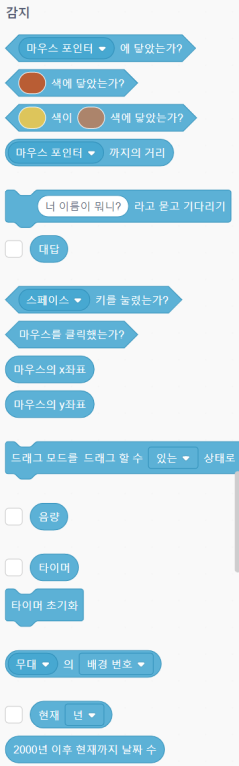 감지
마우스 포인터 에 닿았는가?
색에 닿았는가?
색이 색에 닿았는가?
마우스 포인터 까지의 거리
너 이름이 뭐니? 라고 묻고 기다리기
대답
스페이스 키를 눌렀는가?
마우스를 클릭했는가?
마우스의 x좌표
마우스의 y좌표
드래그 모드를 드래그 할 수 있는 상태로
음량
타이머
타이머 초기화
무대 의 배경 번호
현재 년
2000년 이후 현재까지 날짜 수